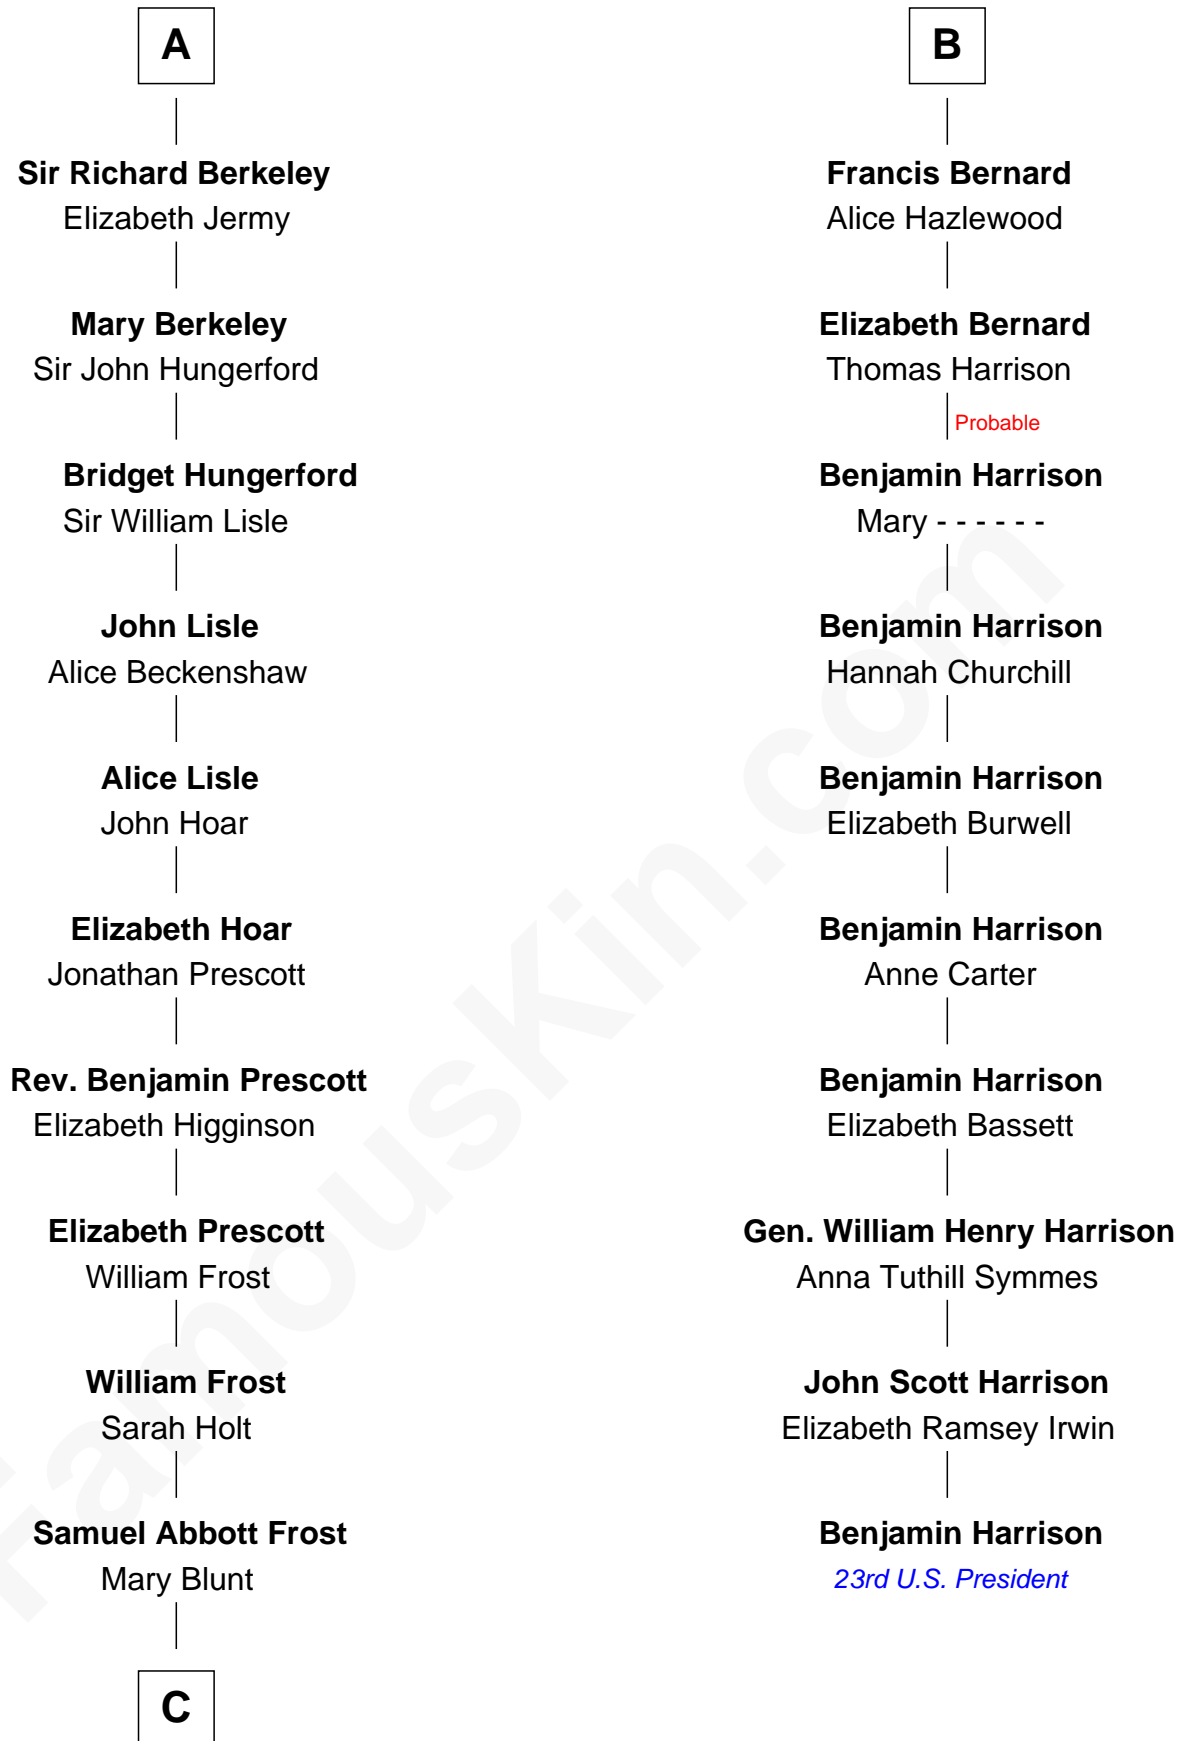 A
Sir Richard Berkeley
Elizabeth Jermy
Mary Berkeley
Sir John Hungerford
Bridget Hungerford
Sir William Lisle
John Lisle
Alice Beckenshaw
Alice Lisle
John Hoar
Elizabeth Hoar
Jonathan Prescott
Rev. Benjamin Prescott
Elizabeth Higginson
Elizabeth Prescott
William Frost
William Frost
Sarah Holt
Samuel Abbott Frost
Mary Blunt
C
B
Francis Bernard
Alice Hazlewood
Elizabeth Bernard
Thomas Harrison
Probable
Benjamin Harrison
Mary - - - - - -
Benjamin Harrison
Hannah Churchill
Benjamin Harrison
Elizabeth Burwell
Benjamin Harrison
Anne Carter
Benjamin Harrison
Elizabeth Bassett
Gen. William Henry Harrison
Anna Tuthill Symmes
John Scott Harrison
Elizabeth Ramsey Irwin
Benjamin Harrison
23rd U.S. President
FamousKin.com